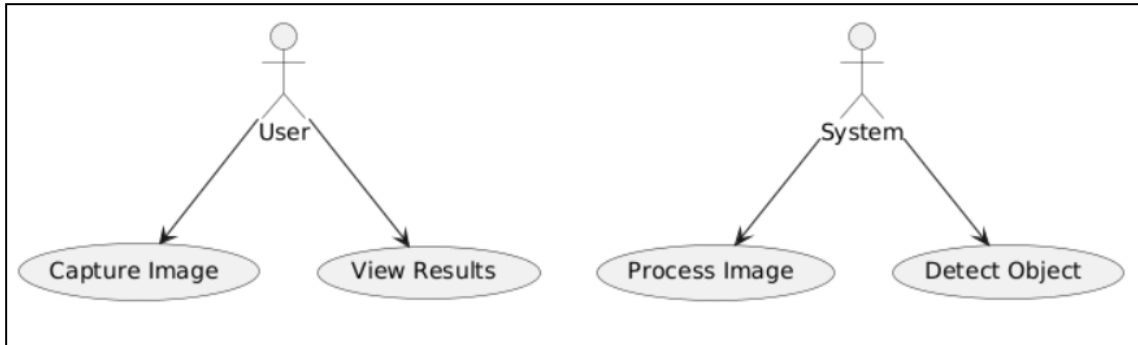 User
System
Capture Image
View Results
Process Image
Detect Object